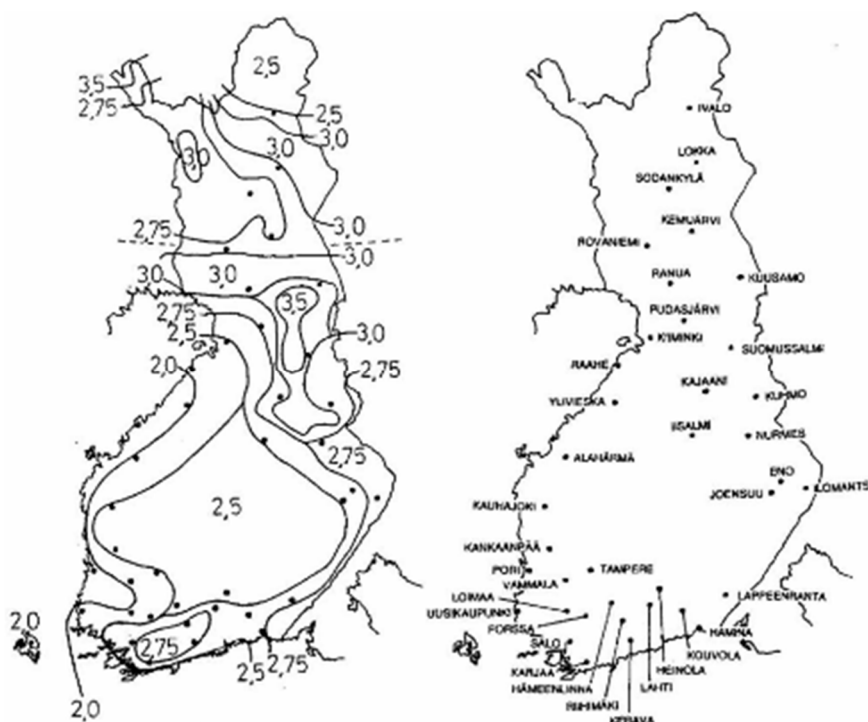 2,5
3,5
2,75
2,5
3,0
3,0
3,0
3,0
2,75
3,0
3,0
3,0
3,5
2,75
2,5
3,0
2,0
2,75
2,75
2,5
2,0
2,75
2,5
2,75
2,0
IVALO
LOKKA
SODANKYLÄ
KEMIJÄRVI
ROVANIEMI
RANUA
KUUSAMO
PUDASJÄRVI
KIIMINKI
SUOMUSSALMI
RAAHE
KAJAANI
KUHMO
YLIVIESKA
IISALMI
NURMES
ALAHÄRMÄ
ENO
ILOMANTSI
JOENSUU
KAUHAJOKI
KANKAANPÄÄ
PORI
TAMPERE
VAMMALA
LAPPEENRANTA
LOIMAA
UUSIKAUPUNKI
FORSSA
HAMINA
SALO
KOUVOLA
KARJAA
HEINOLA
HÄMEENLINNA
LAHTI
RIIHIMÄKI
KERAVA